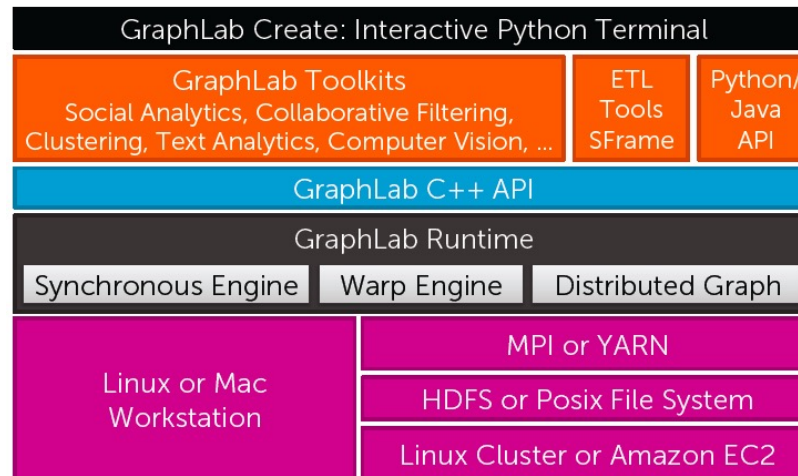 GraphLab Create: Interactive Python Terminal
GraphLab Toolkits
Social Analytics, Collaborative Filtering,
Clustering, Text Analytics, Computer Vision, ...
ETL
Tools
SFrame
Python/
Java
API
GraphLab C++ API
GraphLab Runtime
Synchronous Engine
Warp Engine
Distributed Graph
Linux or Mac
Workstation
MPI or YARN
HDFS or Posix File System
Linux Cluster or Amazon EC2